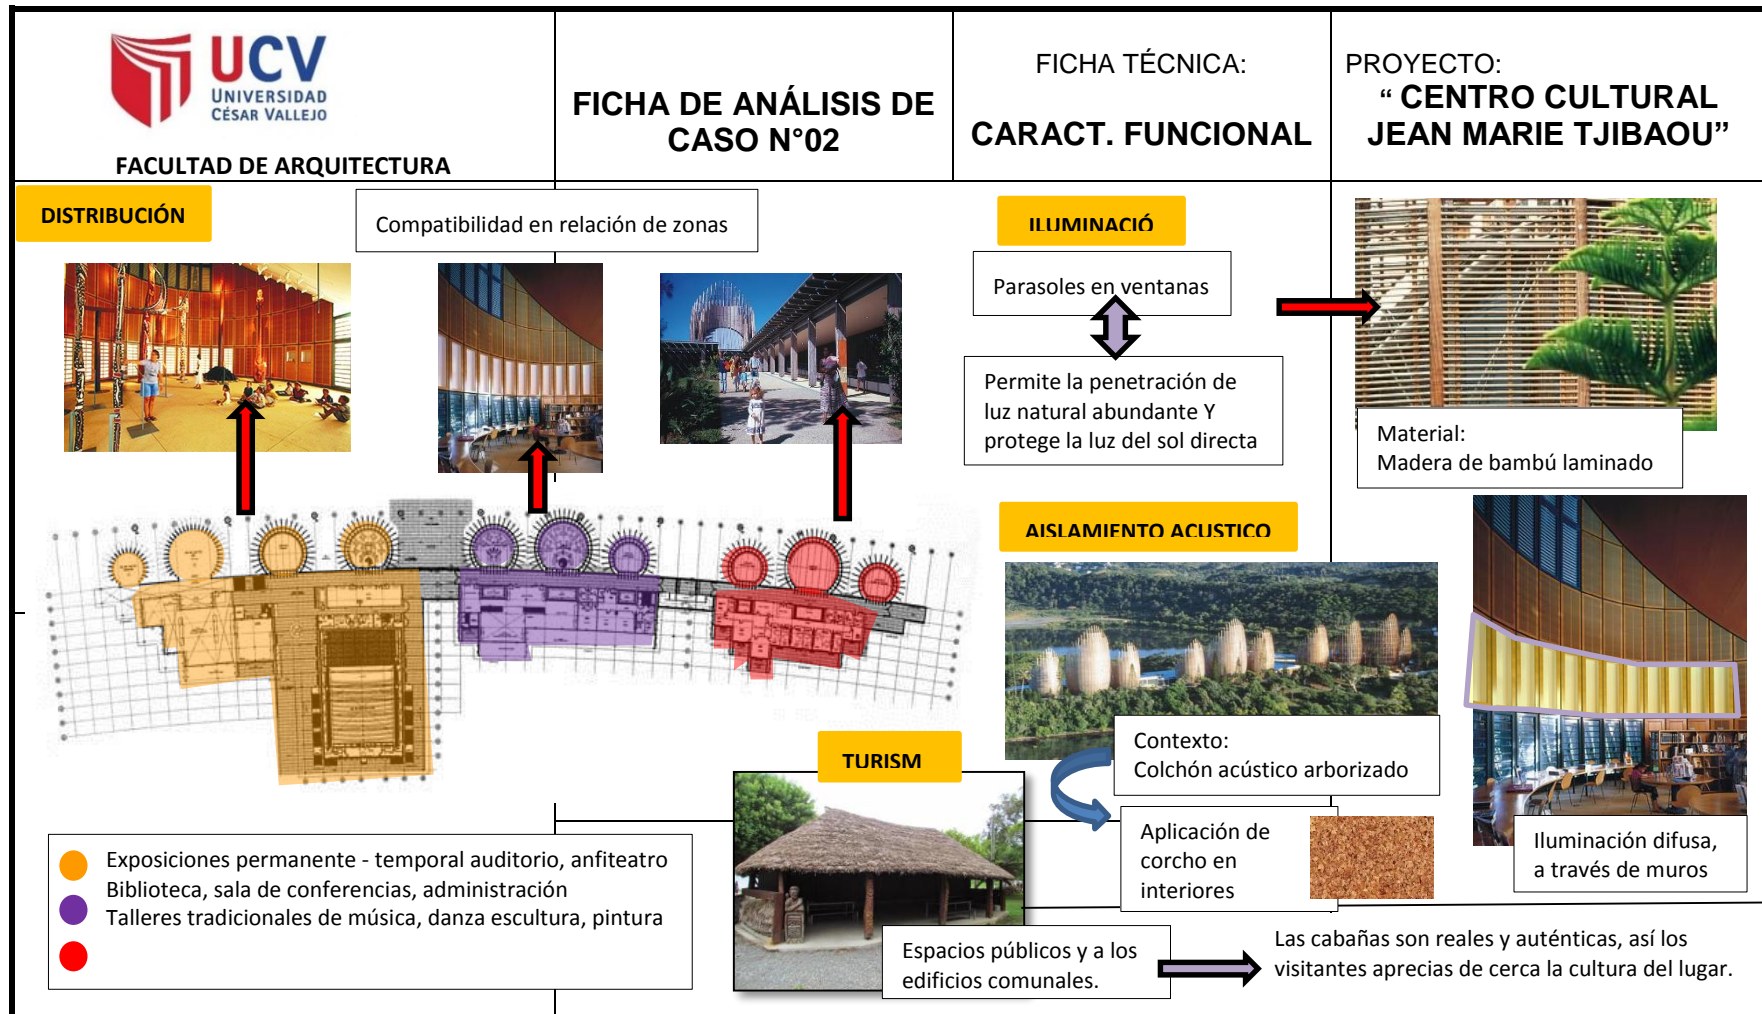 UCV
UNIVERSIDAD
CÉSAR VALLEJO
FACULTAD DE ARQUITECTURA
FICHA DE ANÁLISIS DE
CASO N°02
FICHA TÉCNICA:
CARACT. FUNCIONAL
PROYECTO:
“ CENTRO CULTURAL
JEAN MARIE TJIBAOU”
DISTRIBUCIÓN
Compatibilidad en relación de zonas
ILUMINACIÓ
Parasoles en ventanas
Permite la penetración de
luz natural abundante Y
protege la luz del sol directa
Material:
Madera de bambú laminado
AISLAMIENTO ACUSTICO
Contexto:
Colchón acústico arborizado
Aplicación de
corcho en
interiores
Iluminación difusa,
a través de muros
TURISM
Exposiciones permanente - temporal auditorio, anfiteatro
Biblioteca, sala de conferencias, administración
Talleres tradicionales de música, danza escultura, pintura
Espacios públicos y a los
edificios comunales.
Las cabañas son reales y auténticas, así los
visitantes aprecias de cerca la cultura del lugar.